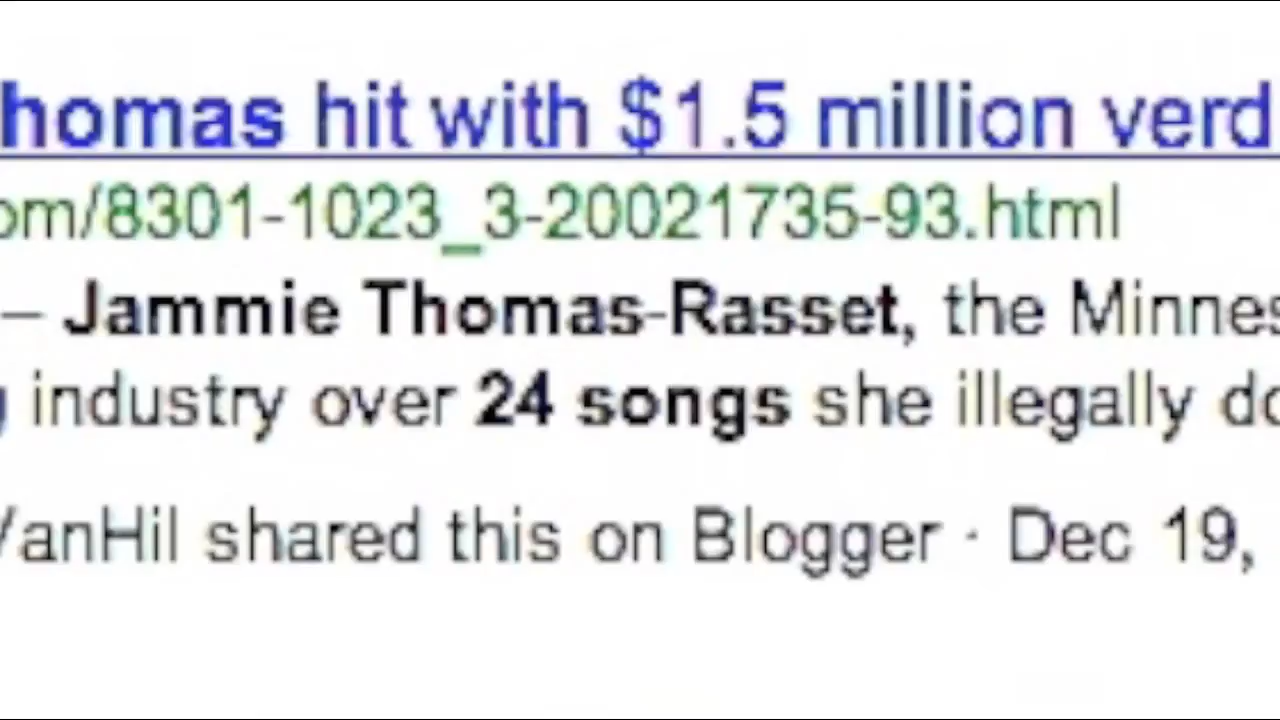 homas hit with $1.5 million verd
om/8301-1023_3-20021735-93.html
– Jammie Thomas-Rasset, the Minnes
g industry over 24 songs she illegally do
VanHil shared this on Blogger · Dec 19,